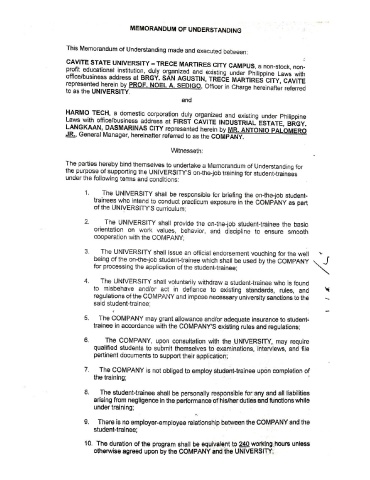 MEMORANDUM OF UNDERSTANDING
This Memorandum of Understanding made and executed between:
CAVITE STATE UNIVERSITY – TRECE MARTIRES CITY CAMPUS, a non-stock, non-
profit educational institution, duly organized and existing under Philippine Laws with
office/business address at BRGY. SAN AGUSTIN, TRECE MARTIRES CITY, CAVITE
represented herein by PROF. NOEL A. SEDIGO, Officer in Charge hereinafter referred
to as the UNIVERSITY.
and
HARMO TECH, a domestic corporation duly organized and existing under Philippine
Laws with office/business address at FIRST CAVITE INDUSTRIAL ESTATE, BRGY.
LANGKAAN, DASMARINAS CITY represented herein by MR. ANTONIO PALOMERO
JR., General Manager, hereinafter referred to as the COMPANY.
Witnesseth:
The parties hereby bind themselves to undertake a Memorandum of Understanding for
the purpose of supporting the UNIVERSITY'S on-the-job training for student-trainees
under the following terms and conditions:
1. The UNIVERSITY shall be responsible for briefing the on-the-job student-
trainees who intend to conduct practicum exposure in the COMPANY as part
of the UNIVERSITY'S curriculum;
2. The UNIVERSITY shall provide the on-the-job student-trainee the basic
orientation on work values, behavior, and discipline to ensure smooth
cooperation with the COMPANY;
3. The UNIVERSITY shall issue an official endorsement vouching for the well
being of the on-the-job student-trainee which shall be used by the COMPANY
for processing the application of the student-trainee;
4. The UNIVERSITY shall voluntarily withdraw a student-trainee who is found
to misbehave and/or act in defiance to existing standards, rules, and
regulations of the COMPANY and impose necessary university sanctions to the
said student-trainee;
5. The COMPANY may grant allowance and/or adequate insurance to student-
trainee in accordance with the COMPANY'S existing rules and regulations;
6. The COMPANY, upon consultation with the UNIVERSITY, may require
qualified students to submit themselves to examinations, interviews, and file
pertinent documents to support their application;
7. The COMPANY is not obliged to employ student-trainee upon completion of
the training;
8. The student-trainee shall be personally responsible for any and all liabilities
arising from negligence in the performance of his/her duties and functions while
under training;
9. There is no employer-employee relationship between the COMPANY and the
student-trainee;
10. The duration of the program shall be equivalent to 240 working hours unless
otherwise agreed upon by the COMPANY and the UNIVERSITY;